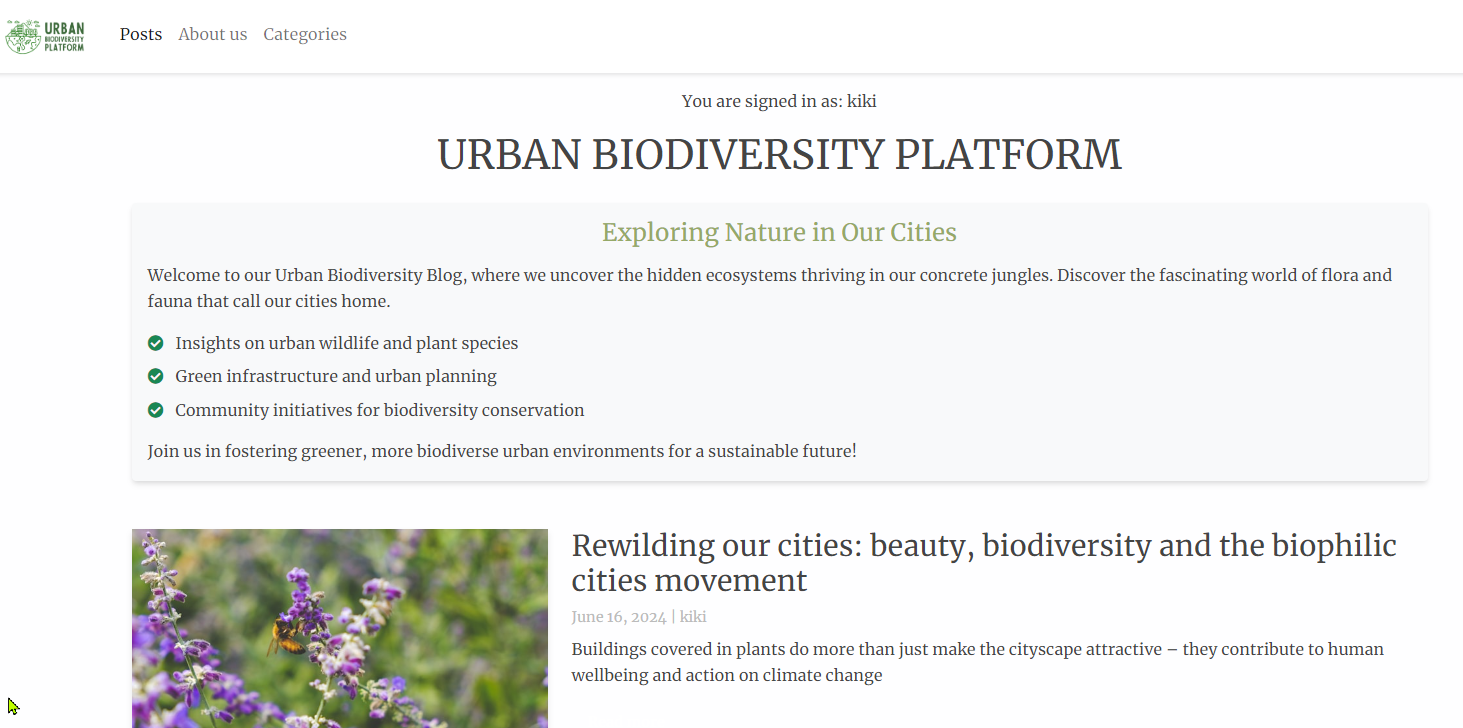 URBAN
BIODIVERSITY
PLATFORM
Posts About us Categories
You are signed in as: kiki
URBAN BIODIVERSITY PLATFORM
Exploring Nature in Our Cities
Welcome to our Urban Biodiversity Blog, where we uncover the hidden ecosystems thriving in our concrete jungles. Discover the fascinating world of flora and
fauna that call our cities home.
Insights on urban wildlife and plant species
Green infrastructure and urban planning
Community initiatives for biodiversity conservation
Join us in fostering greener, more biodiverse urban environments for a sustainable future!
Rewilding our cities: beauty, biodiversity and the biophilic
cities movement
June 16, 2024 | kiki
Buildings covered in plants do more than just make the cityscape attractive – they contribute to human
wellbeing and action on climate change